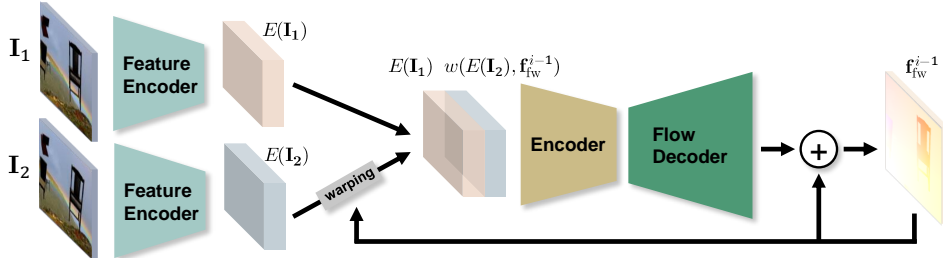 I₁
Feature
Encoder
E(I₁)
I₂
Feature
Encoder
E(I₂)
warping
E(I₁) w(E(I₂), f_fw^{i−1})
Encoder
Flow
Decoder
+
f_fw^{i−1}